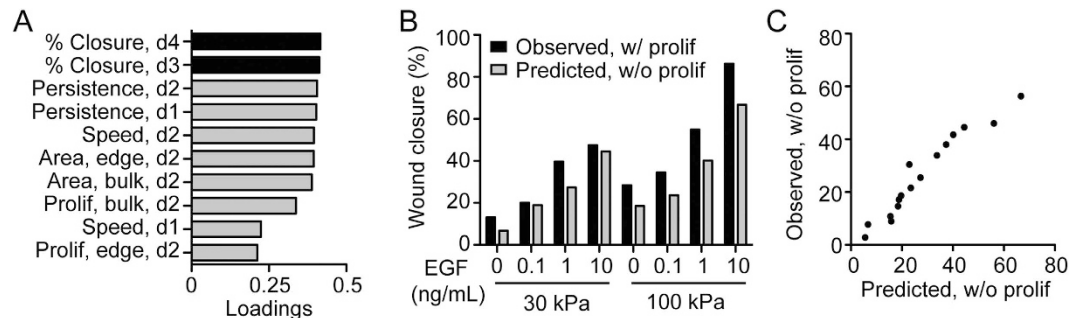 A
% Closure, d4
% Closure, d3
Persistence, d2
Persistence, d1
Speed, d2
Area, edge, d2
Area, bulk, d2
Prolif, bulk, d2
Speed, d1
Prolif, edge, d2
0 0.5
Loadings
B
Wound closure (%)
100
80
60
40
20
0
Observed, w/ prolif
Predicted, w/o prolif
EGF
(ng/mL)
0 0.1 1 10 0 0.1 1 10
30 kPa 100 kPa
C
Observed, w/o prolif
80
60
40
20
0
0 20 40 60 80
Predicted, w/o prolif